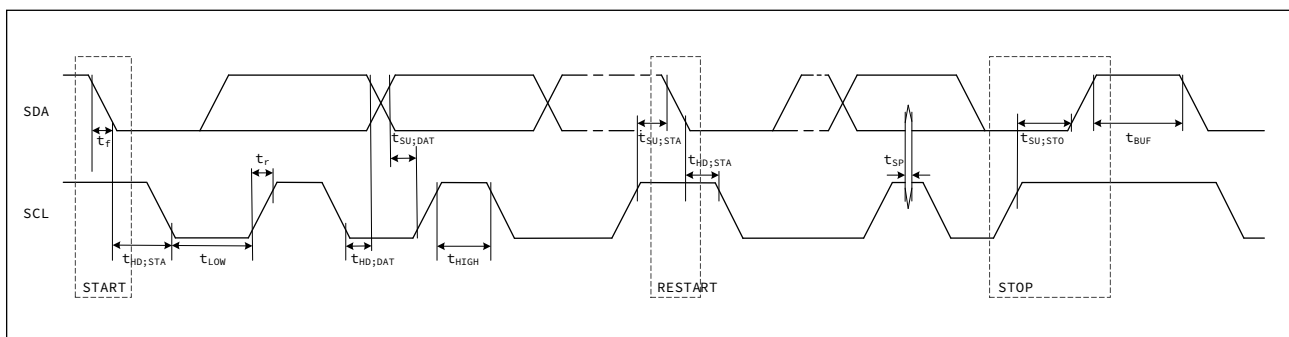 SDA
t_f
t_SU;DAT
t_SU;STA
t_SU;STO
t_BUF
t_r
t_HD;STA
t_SP
SCL
t_HD;STA
t_LOW
t_HD;DAT
t_HIGH
START
RESTART
STOP